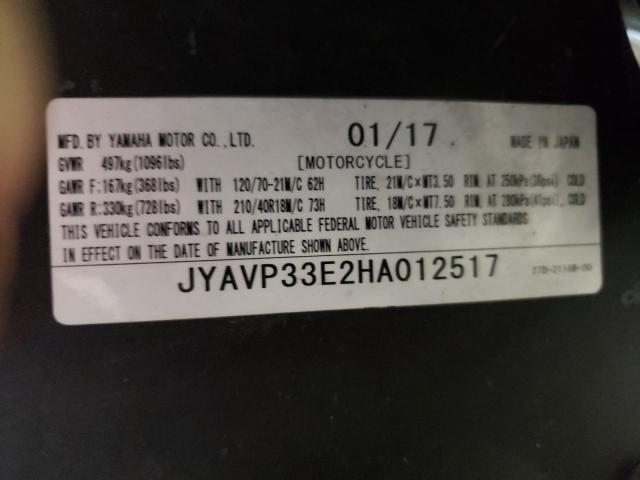 MFD. BY YAMAHA MOTOR CO.,LTD. 01/17 MADE IN JAPAN
GVWR 497kg(1096lbs) [MOTORCYCLE]
GAWR F:167kg(368lbs) WITH 120/70-21M/C 62H TIRE, 21M/C×MT3.50 RIM, AT 250kPa(36psi), COLD
GAWR R:330kg(728lbs) WITH 210/40R18M/C 73H TIRE, 18M/C×MT7.50 RIM, AT 280kPa(41psi), COLD
THIS VEHICLE CONFORMS TO ALL APPLICABLE FEDERAL MOTOR VEHICLE SAFETY STANDARDS
IN EFFECT ON THE DATE OF MANUFACTURE SHOWN ABOVE.
JYAVP33E2HA012517